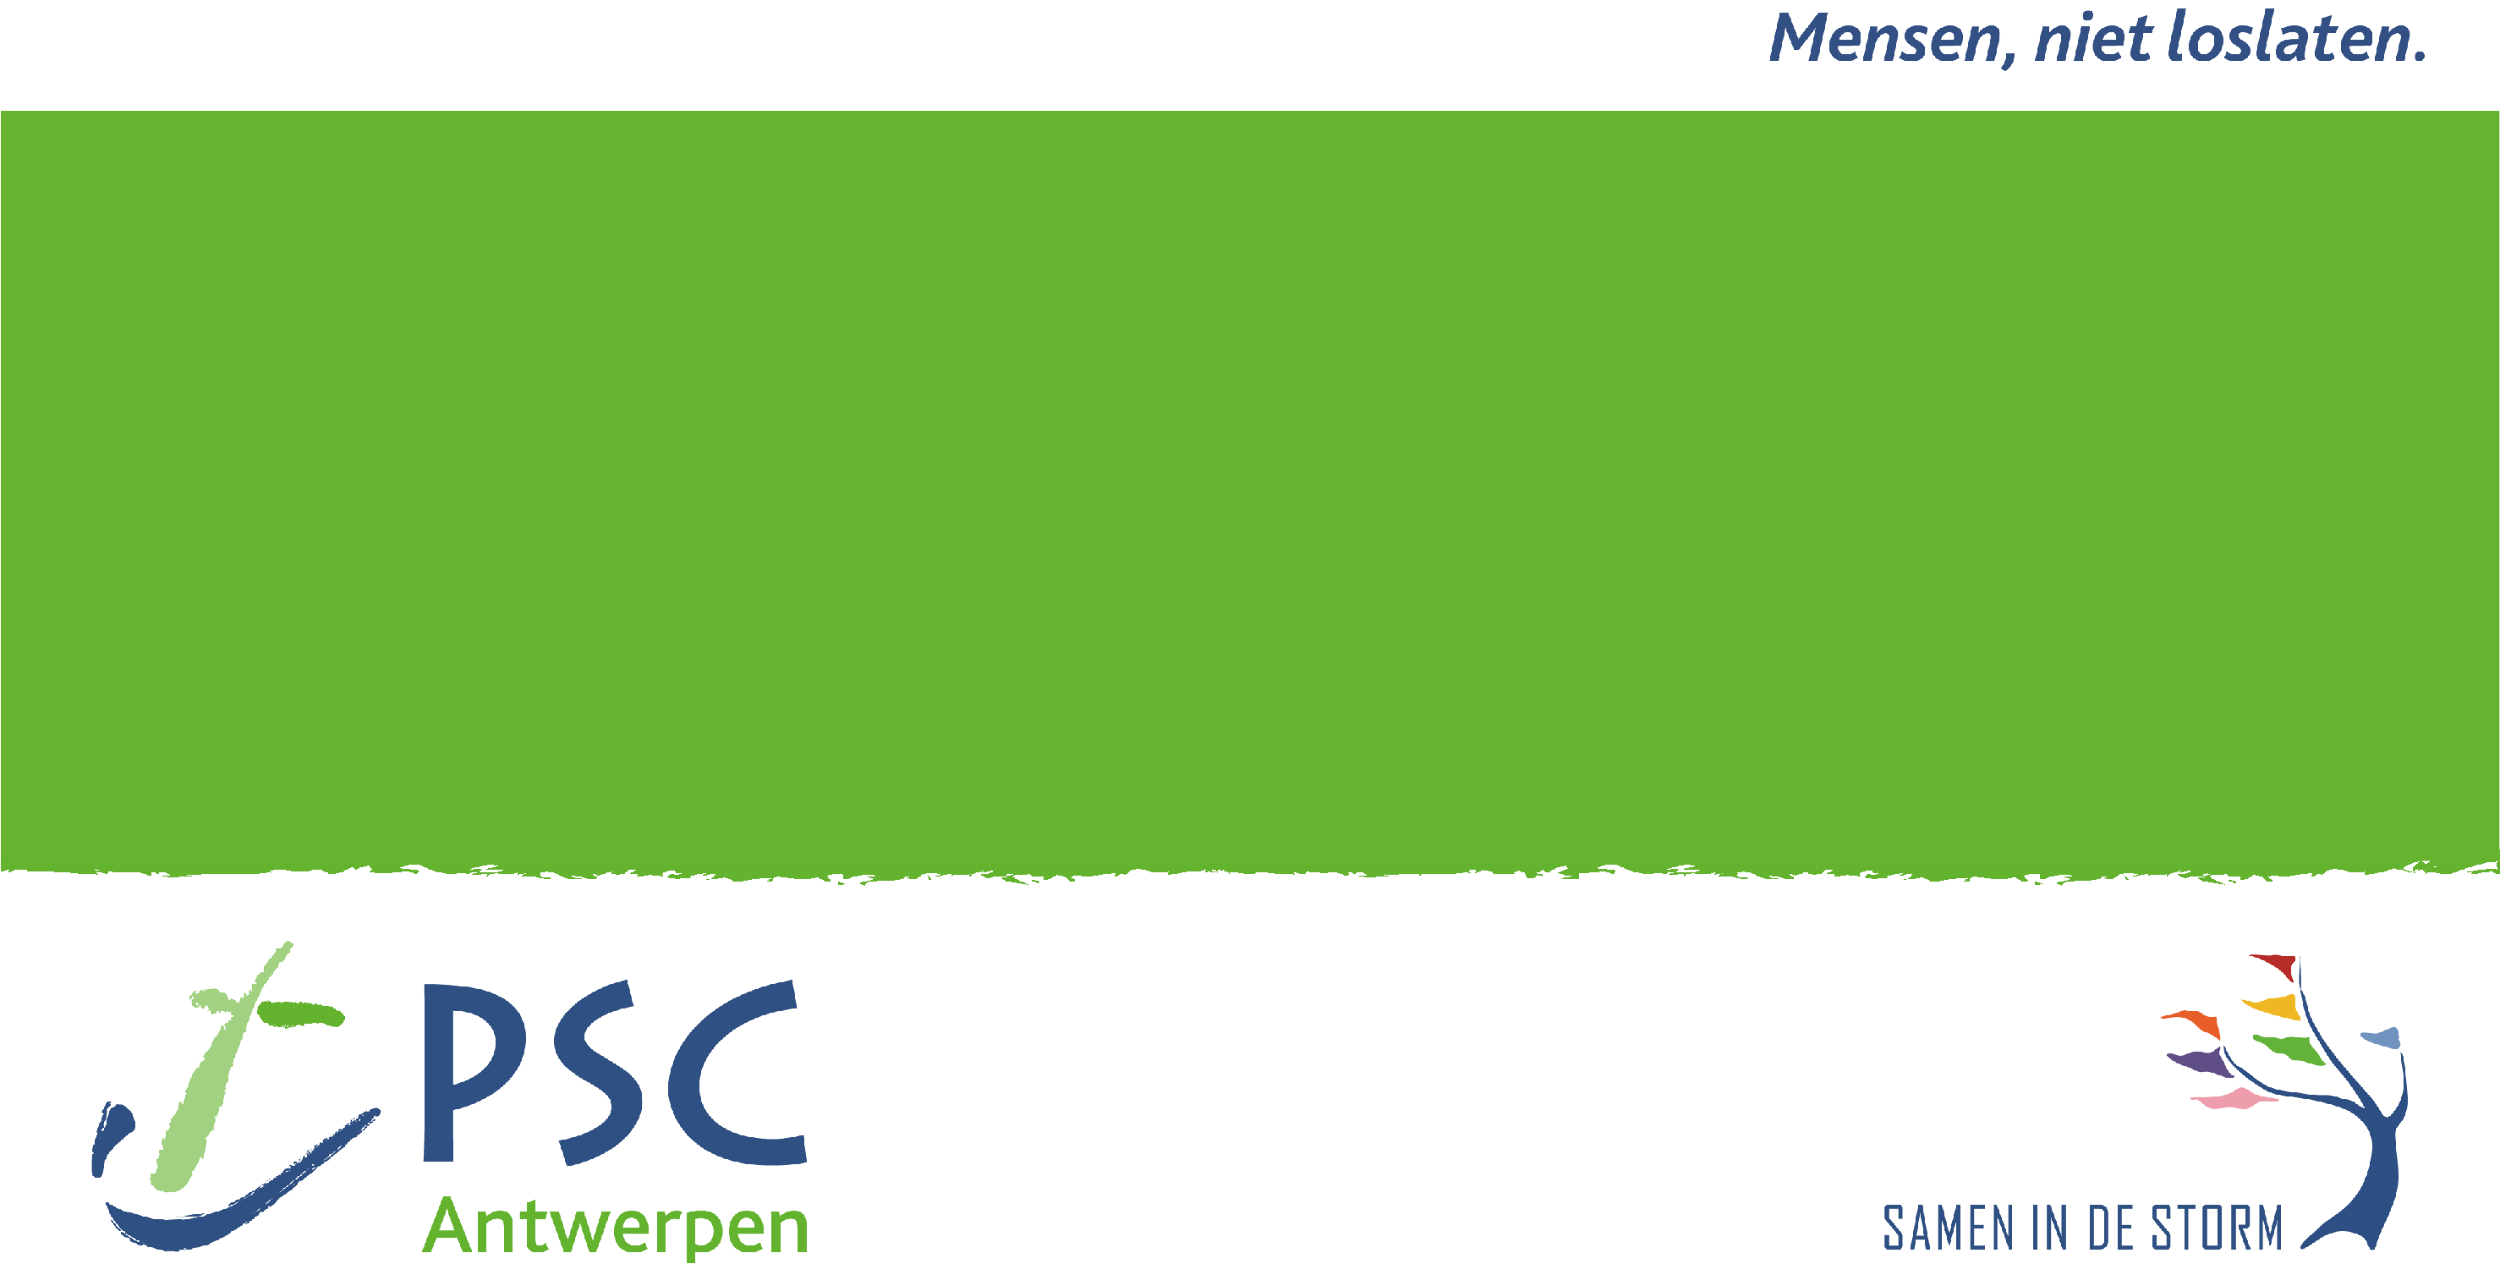 Mensen, niet loslaten.
PSC
Antwerpen
SAMEN IN DE STORM